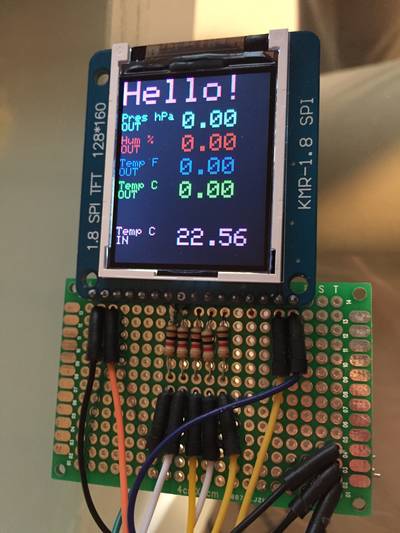 Hello!
Pres hPa
OUT
0.00
Hum %
OUT
0.00
Temp F
OUT
0.00
Temp C
OUT
0.00
Temp C
IN
22.56
1.8 SPI TFT 128*160
KMR-1.8 SPI
S T